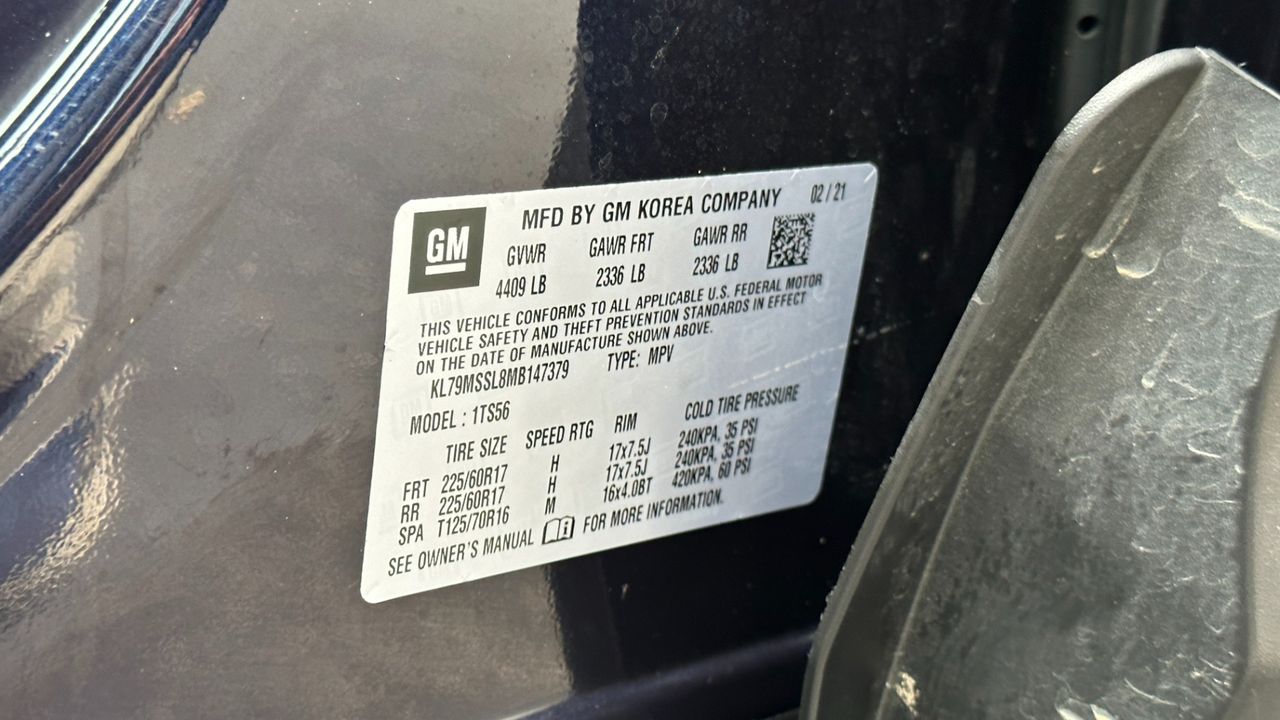 GM
MFD BY GM KOREA COMPANY 02/21
GVWR GAWR FRT GAWR RR
4409 LB 2336 LB 2336 LB
THIS VEHICLE CONFORMS TO ALL APPLICABLE U.S. FEDERAL MOTOR
VEHICLE SAFETY AND THEFT PREVENTION STANDARDS IN EFFECT
ON THE DATE OF MANUFACTURE SHOWN ABOVE.
KL79MSSL8MB147379 TYPE: MPV
MODEL : 1TS56
TIRE SIZE SPEED RTG RIM COLD TIRE PRESSURE
FRT 225/60R17 H 17x7.5J 240KPA, 35 PSI
RR 225/60R17 H 17x7.5J 240KPA, 35 PSI
SPA T125/70R16 M 16x4.0BT 420KPA, 60 PSI
SEE OWNER'S MANUAL FOR MORE INFORMATION.